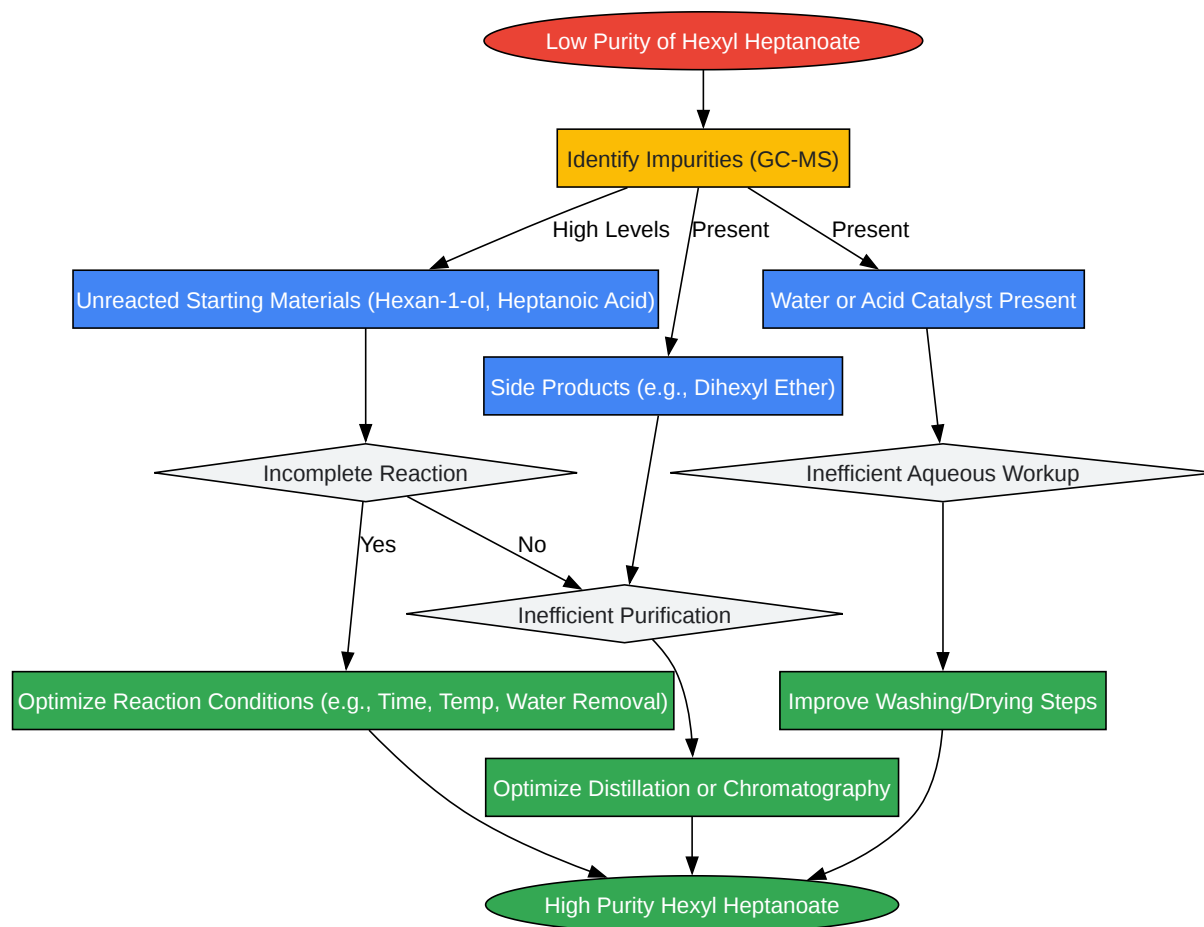 Low Purity of Hexyl Heptanoate
Identify Impurities (GC-MS)
High Levels
Present
Present
Unreacted Starting Materials (Hexan-1-ol, Heptanoic Acid)
Water or Acid Catalyst Present
Side Products (e.g., Dihexyl Ether)
Incomplete Reaction
Inefficient Aqueous Workup
Yes
No
Inefficient Purification
Optimize Reaction Conditions (e.g., Time, Temp, Water Removal)
Improve Washing/Drying Steps
Optimize Distillation or Chromatography
High Purity Hexyl Heptanoate